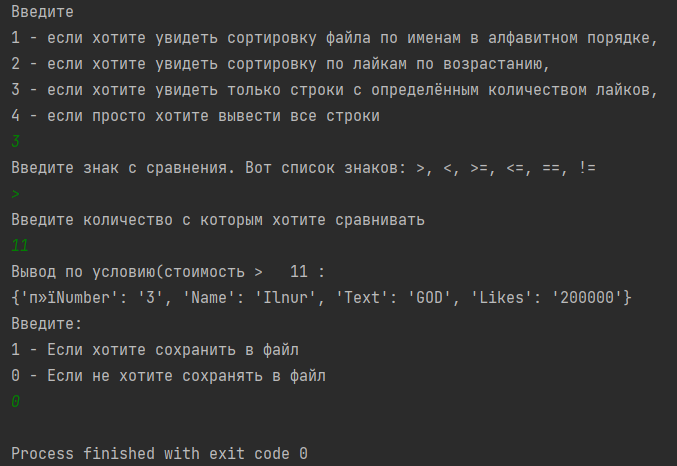 Введите
1 - если хотите увидеть сортировку файла по именам в алфавитном порядке,
2 - если хотите увидеть сортировку по лайкам по возрастанию,
3 - если хотите увидеть только строки с определённым количеством лайков,
4 - если просто хотите вывести все строки
3
Введите знак с сравнения. Вот список знаков: >, <, >=, <=, ==, !=
>
Введите количество с которым хотите сравнивать
11
Вывод по условию(стоимость >   11 :
{'п»їNumber': '3', 'Name': 'Ilnur', 'Text': 'GOD', 'Likes': '200000'}
Введите:
1 - Если хотите сохранить в файл
0 - Если не хотите сохранять в файл
0
Process finished with exit code 0